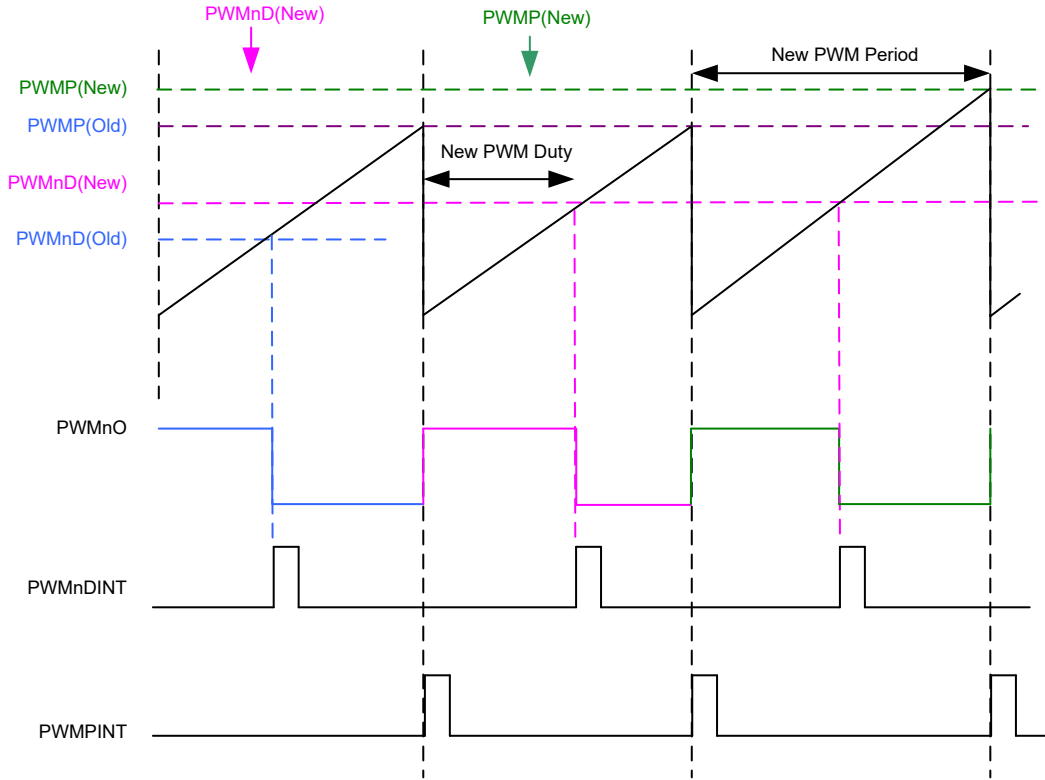 PWMnD(New)
PWMP(New)
New PWM Period
PWMP(New)
PWMP(Old)
New PWM Duty
PWMnD(New)
PWMnD(Old)
PWMnO
PWMnDINT
PWMPINT